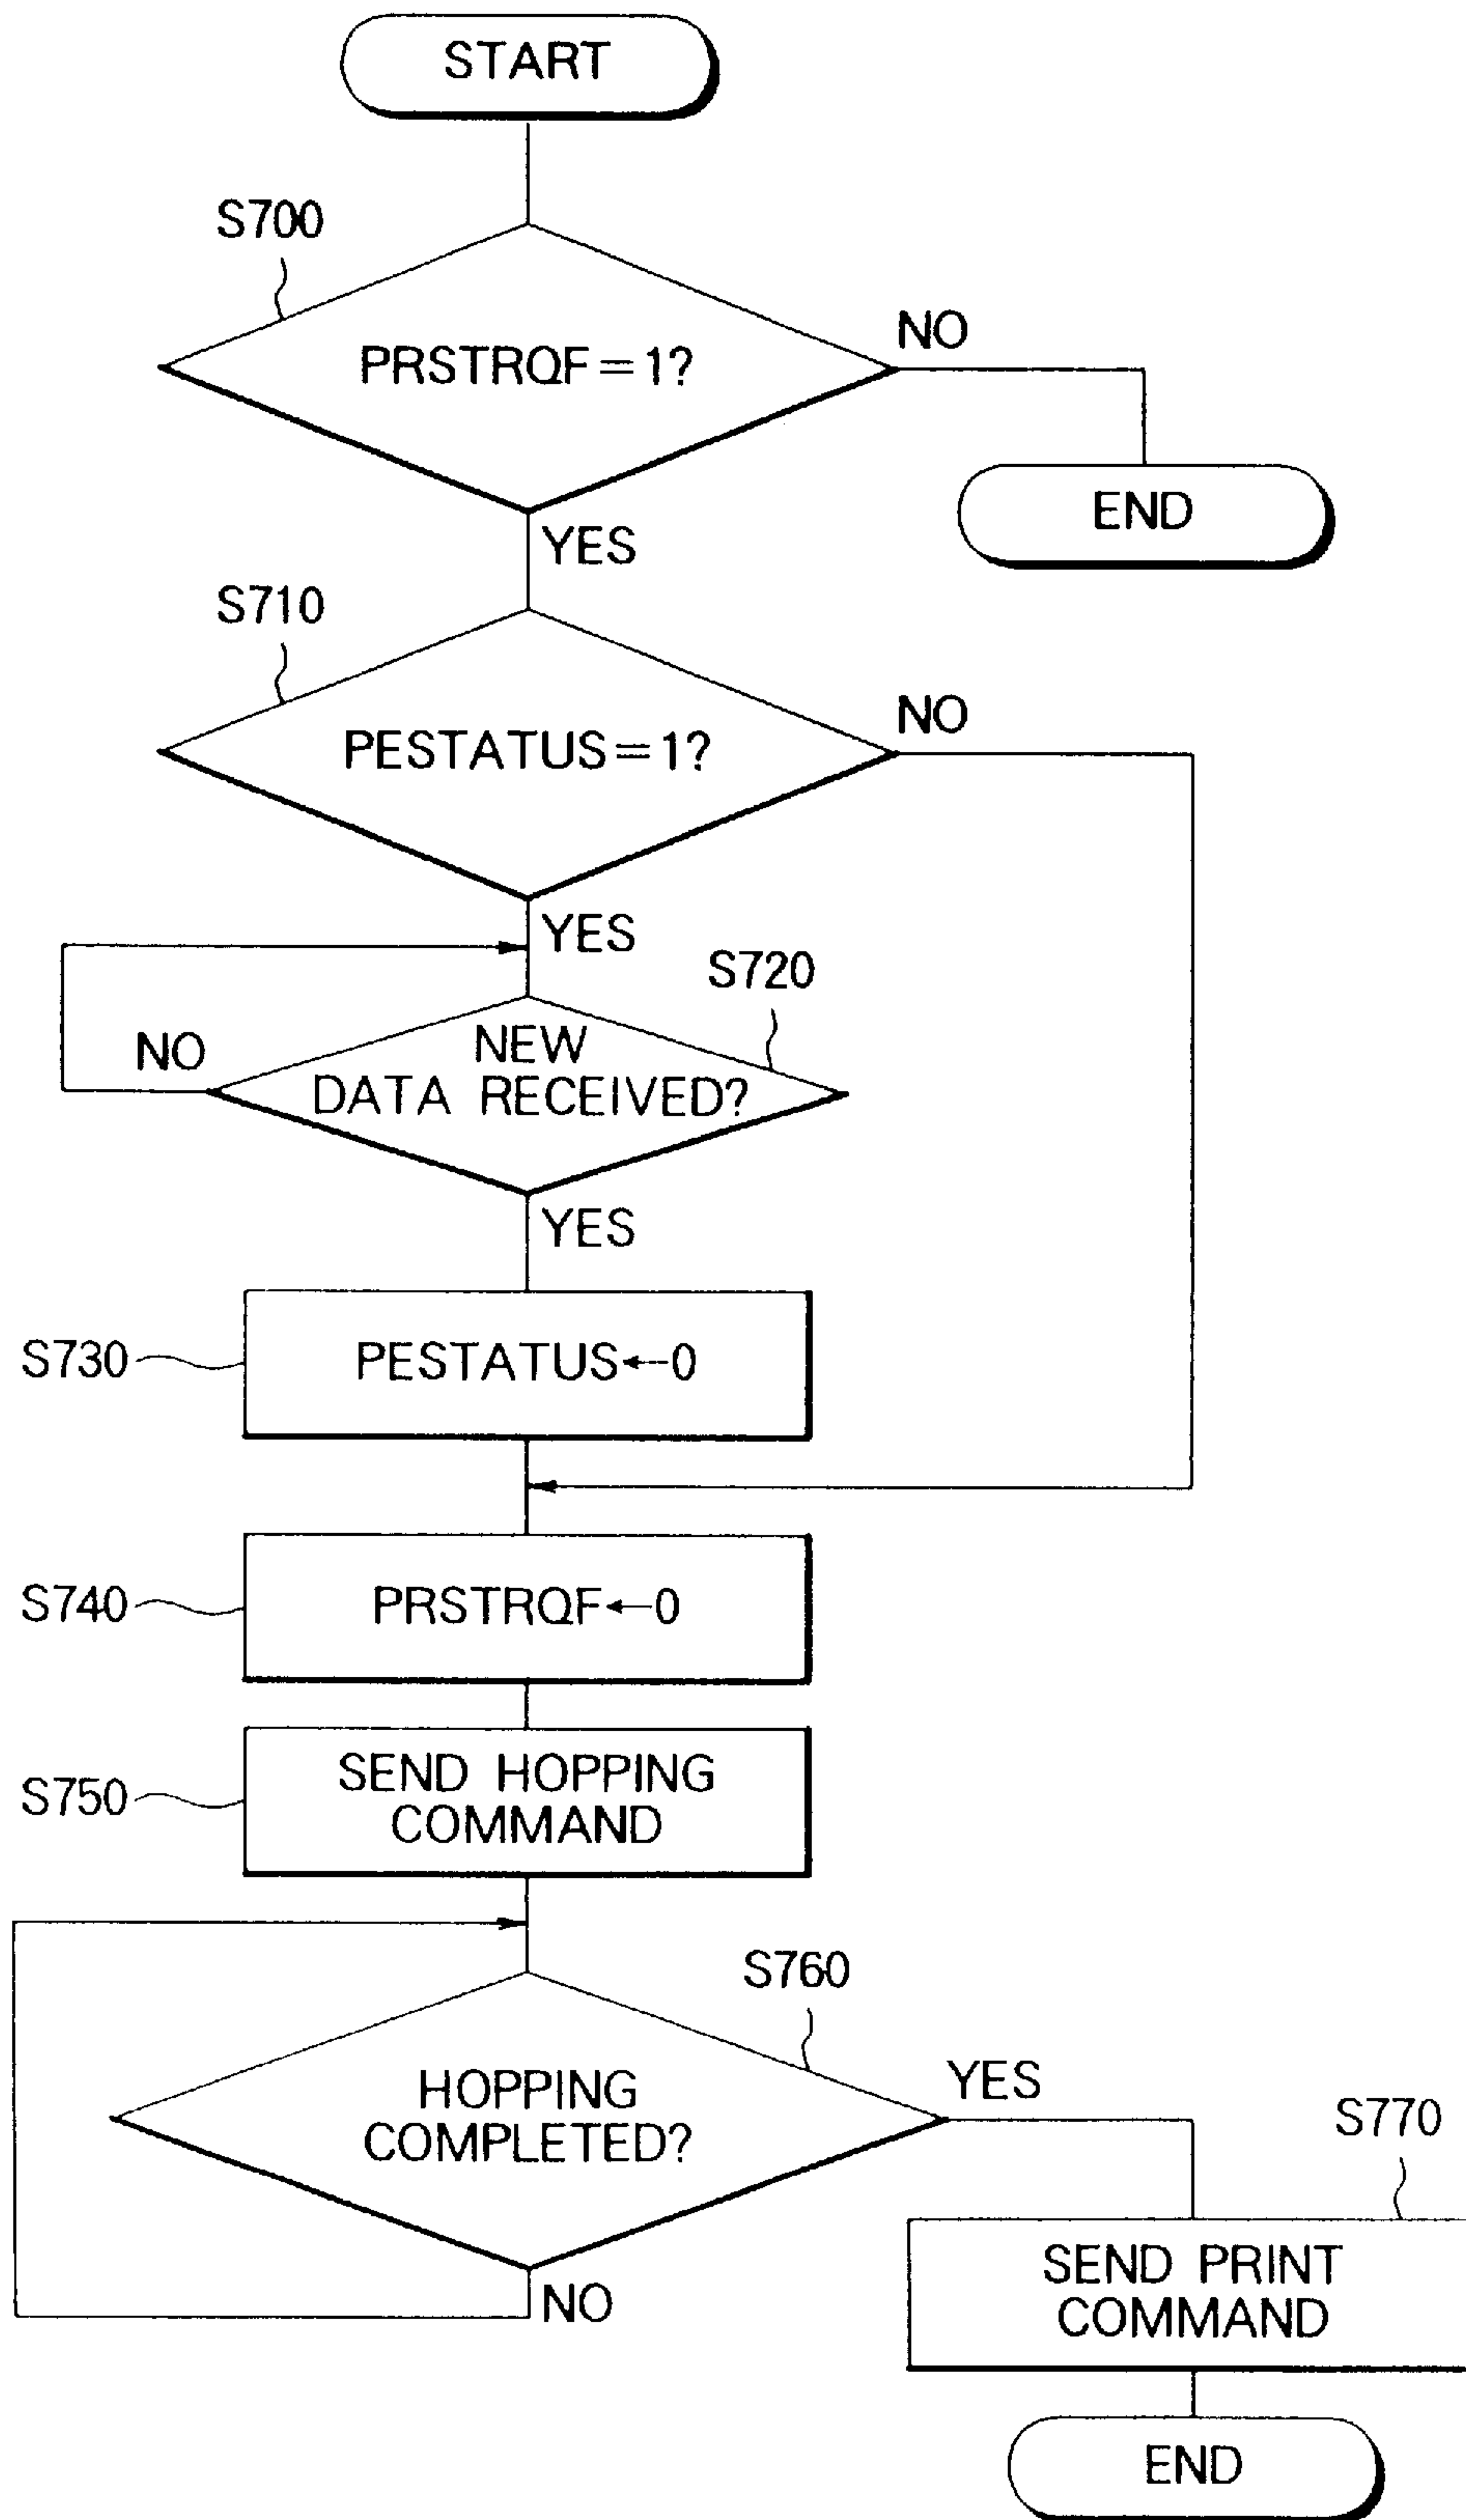 START
S700
PRSTRQF=1?
NO
END
YES
S710
PESTATUS=1?
NO
YES
S720
NEW
DATA RECEIVED?
NO
YES
S730
PESTATUS←0
S740
PRSTRQF←0
S750
SEND HOPPING
COMMAND
S760
HOPPING
COMPLETED?
YES
NO
S770
SEND PRINT
COMMAND
END